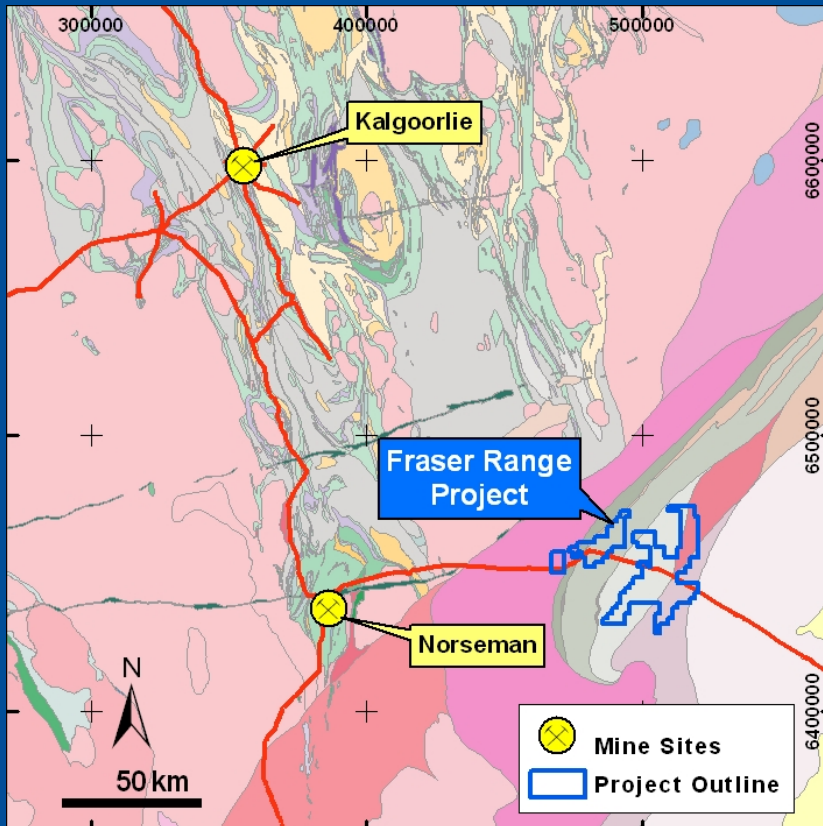 300000
400000
500000
Kalgoorlie
6600000
6500000
Fraser Range
Project
Norseman
6400000
N
50 km
Mine Sites
Project Outline